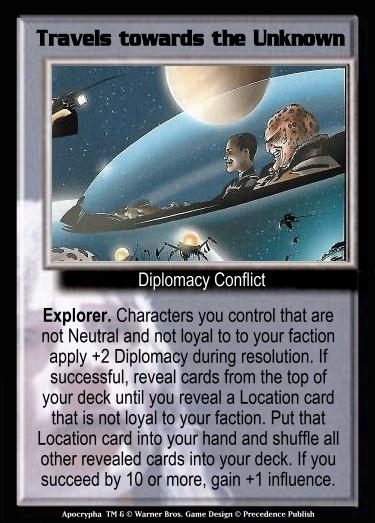 Travels towards the Unknown
Diplomacy Conflict
Explorer. Characters you control that are
not Neutral and not loyal to to your faction
apply +2 Diplomacy during resolution. If
successful, reveal cards from the top of
your deck until you reveal a Location card
that is not loyal to your faction. Put that
Location card into your hand and shuffle all
other revealed cards into your deck. If you
succeed by 10 or more, gain +1 influence.
Apocrypha TM & © Warner Bros. Game Design © Precedence Publish